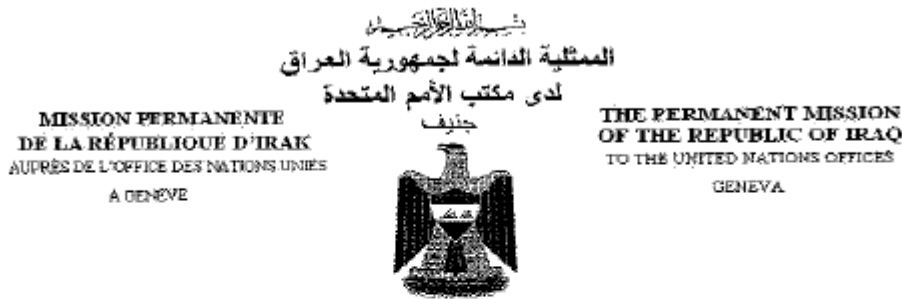 بسم الله الرحمن الرحيم
الممثلية الدائمة لجمهورية العراق
لدى مكتب الأمم المتحدة
جنيف
MISSION PERMANENTE
DE LA RÉPUBLIQUE D'IRAK
AUPRÈS DE L'OFFICE DES NATIONS UNIES
A GENEVE
THE PERMANENT MISSION
OF THE REPUBLIC OF IRAQ
TO THE UNITED NATIONS OFFICES
GENEVA